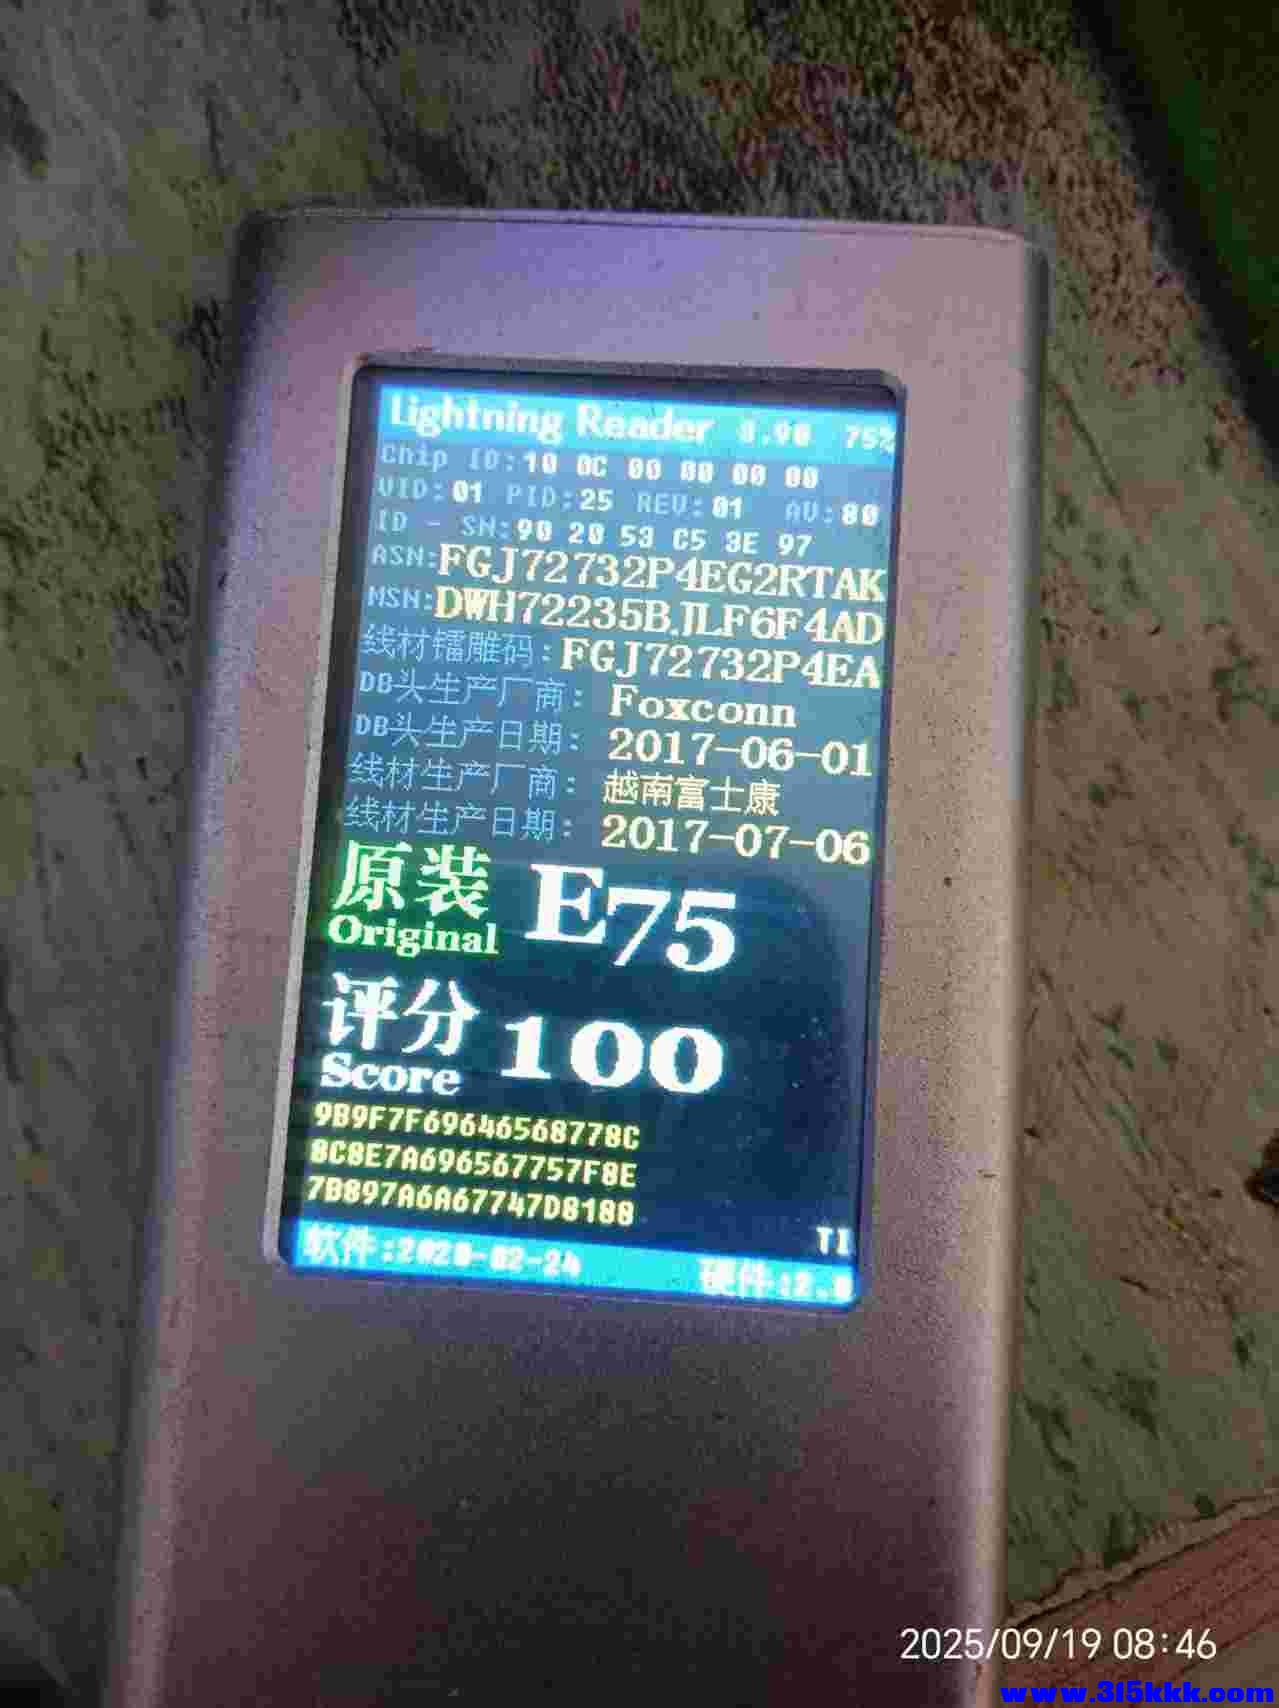 Lightning Reader 3.90 75%
Chip ID:10 0C 00 00 00 00
VID:01 PID:25 REV:01 AV:80
ID - SN:90 20 53 C5 3E 97
ASN:FGJ72732P4EG2RTAK
MSN:DWH72235BJLF6F4AD
线材镭雕码:FGJ72732P4EA
DB头生产厂商: Foxconn
DB头生产日期: 2017-06-01
线材生产厂商: 越南富士康
线材生产日期: 2017-07-06
原装 E75
Original
评分 100
Score
9B9F7F69646568778C
8C8E7A696567757F8E
7B897A6A67747D8188
TI
软件:2020-02-24 硬件:2.0
2025/09/19 08:46
www.315kkk.com